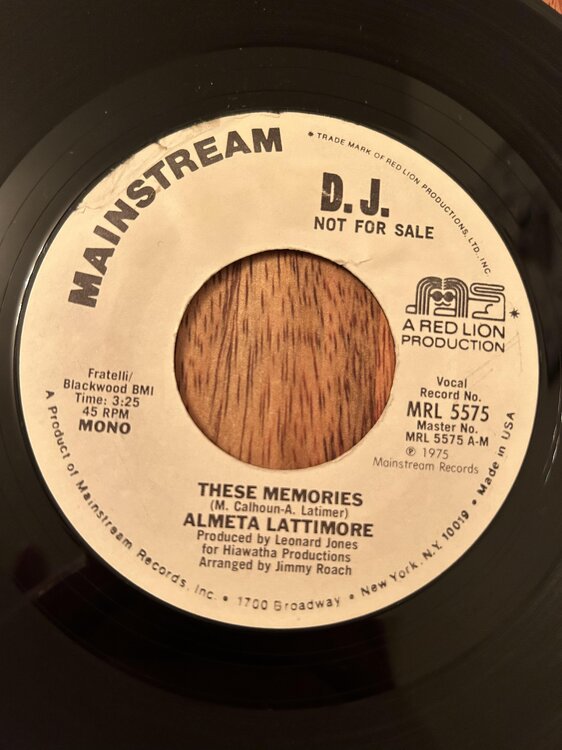 MAINSTREAM
* TRADE MARK OF RED LION PRODUCTIONS, LTD., INC.
D.J.
NOT FOR SALE
*
A RED LION
PRODUCTION
Fratelli/
Blackwood BMI
Time: 3:25
45 RPM
MONO
Vocal
Record No.
MRL 5575
Master No.
MRL 5575 A-M
℗ 1975
Mainstream Records
THESE MEMORIES
(M. Calhoun-A. Latimer)
ALMETA LATTIMORE
Produced by Leonard Jones
for Hiawatha Productions
Arranged by Jimmy Roach
A Product of Mainstream Records, Inc. • 1700 Broadway • New York, N.Y. 10019 • Made in USA